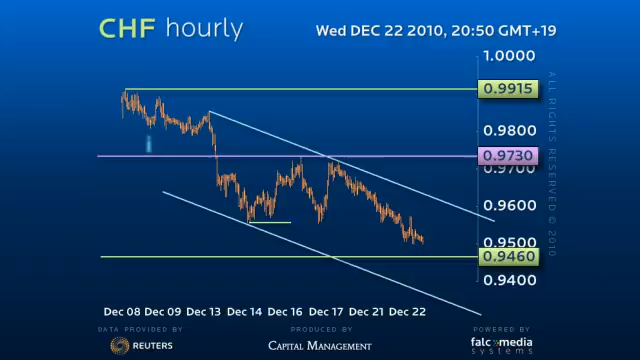 CHF hourly
Wed DEC 22 2010, 20:50 GMT+19
1.0000
0.9915
0.9800
0.9730
0.9700
0.9600
0.9500
0.9460
0.9400
ALL RIGHTS RESERVED © 2010
Dec 08 Dec 09 Dec 13 Dec 14 Dec 16 Dec 17 Dec 21 Dec 22
DATA PROVIDED BY
REUTERS
PRODUCED BY
CAPITAL MANAGEMENT
POWERED BY
falc»media
systems